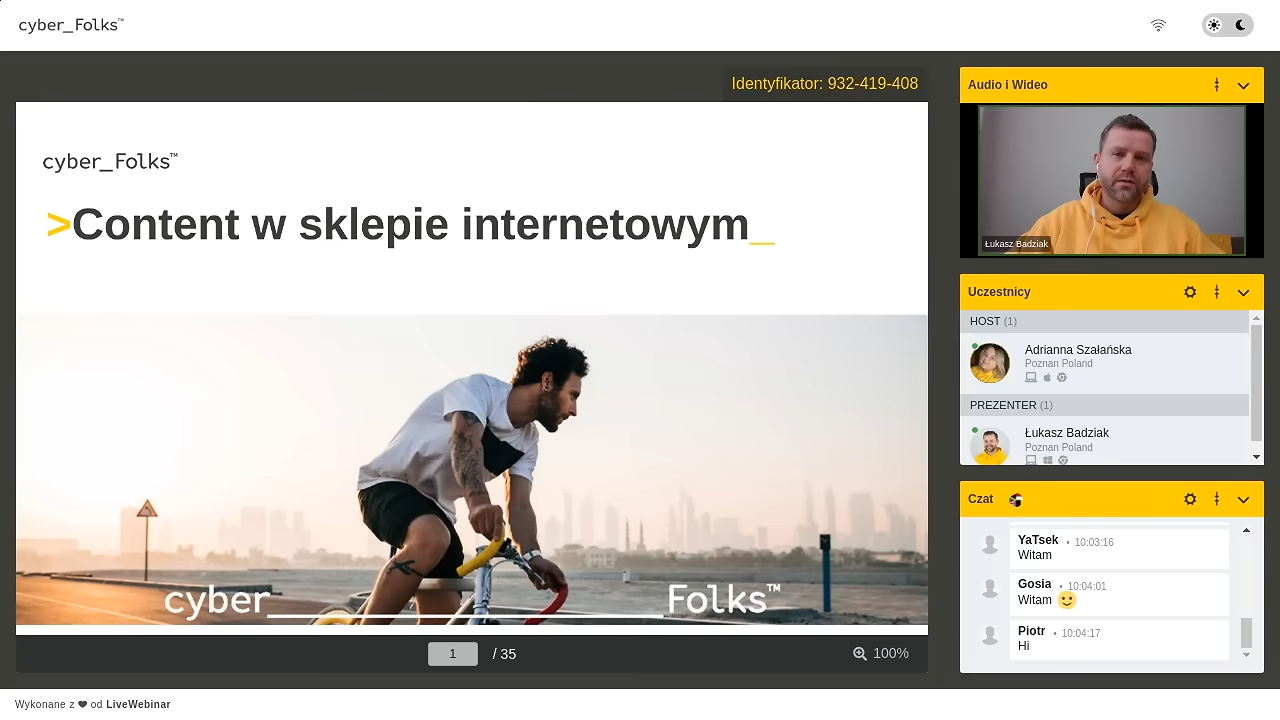 cyber_Folks™
Identyfikator: 932-419-408
cyber_Folks™
>Content w sklepie internetowym_
cyber_Folks™
1 / 35
100%
Audio i Wideo
Łukasz Badziak
Uczestnicy
HOST (1)
Adrianna Szałańska
Poznan Poland
PREZENTER (1)
Łukasz Badziak
Poznan Poland
Czat
YaTsek • 10:03:16
Witam
Gosia • 10:04:01
Witam 🙂
Piotr • 10:04:17
Hi
Wykonane z ❤ od LiveWebinar